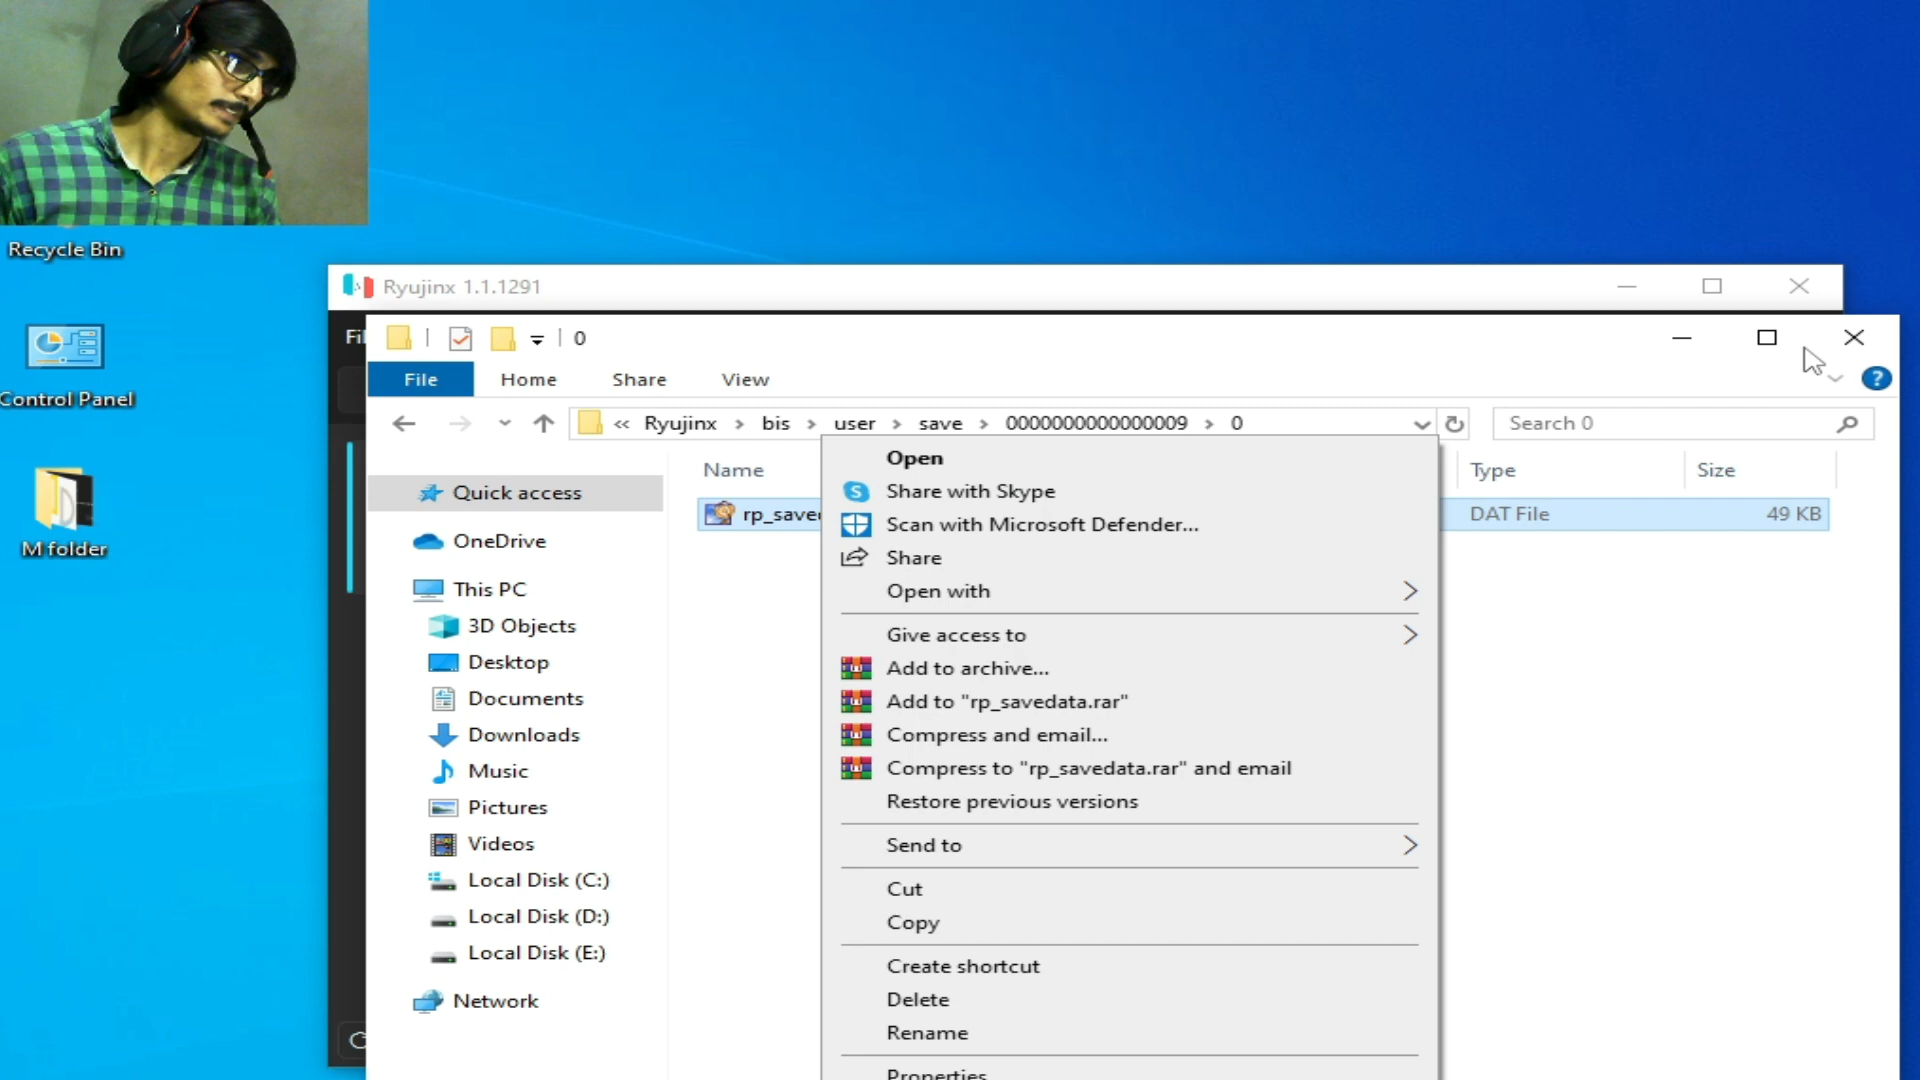 Recycle Bin
Control Panel
M folder
Ryujinx 1.1.1291
Fi
0
File Home Share View
« Ryujinx > bis > user > save > 0000000000000009 > 0
Search 0
Name Type Size
rp_save DAT File 49 KB
Quick access
OneDrive
This PC
3D Objects
Desktop
Documents
Downloads
Music
Pictures
Videos
Local Disk (C:)
Local Disk (D:)
Local Disk (E:)
Network
Open
Share with Skype
Scan with Microsoft Defender...
Share
Open with
Give access to
Add to archive...
Add to "rp_savedata.rar"
Compress and email...
Compress to "rp_savedata.rar" and email
Restore previous versions
Send to
Cut
Copy
Create shortcut
Delete
Rename
Properties